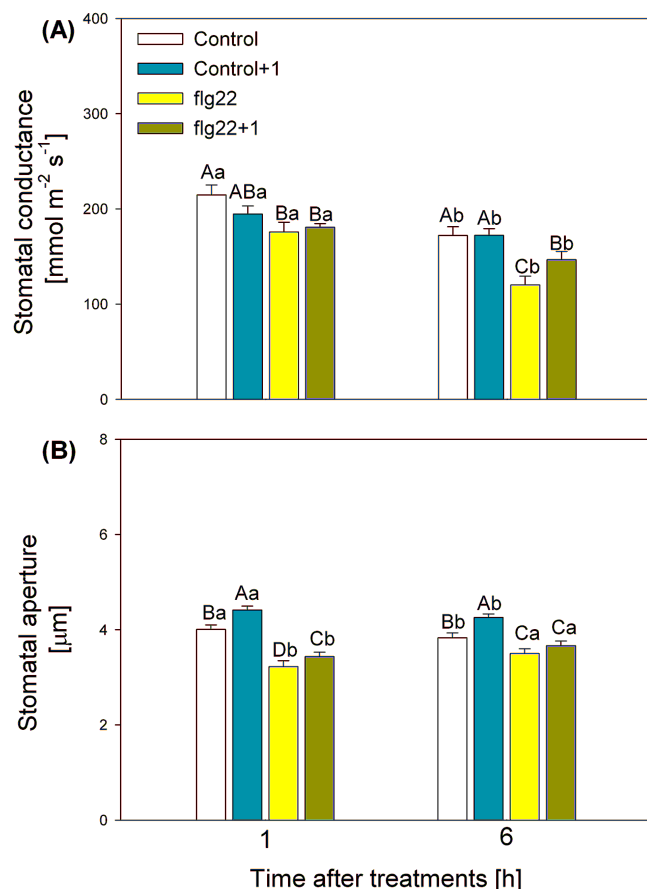 (A)
400
300
200
100
0
Stomatal conductance
[mmol m⁻² s⁻¹]
Control
Control+1
flg22
flg22+1
Aa
ABa
Ba
Ba
Ab
Ab
Cb
Bb
(B)
8
6
4
2
0
Stomatal aperture
[µm]
Ba
Aa
Db
Cb
Bb
Ab
Ca
Ca
1
6
Time after treatments [h]